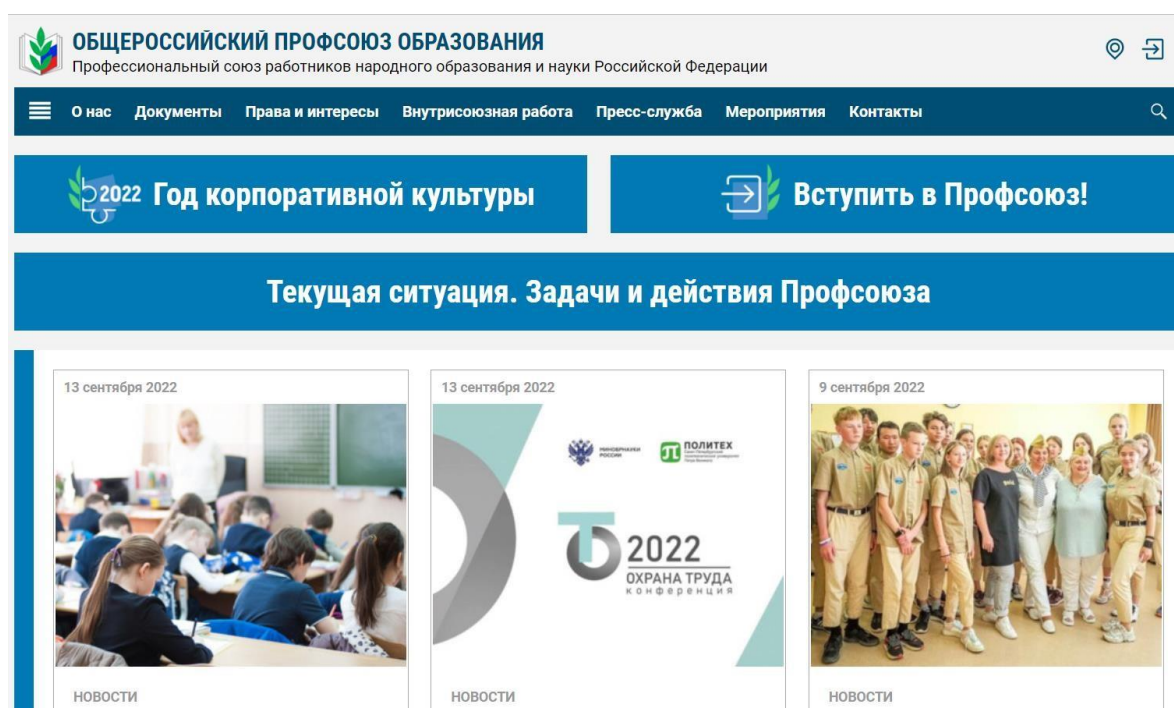 ОБЩЕРОССИЙСКИЙ ПРОФСОЮЗ ОБРАЗОВАНИЯ
Профессиональный союз работников народного образования и науки Российской Федерации
О нас Документы Права и интересы Внутрисоюзная работа Пресс-служба Мероприятия Контакты
2022 Год корпоративной культуры
Вступить в Профсоюз!
Текущая ситуация. Задачи и действия Профсоюза
13 сентября 2022
НОВОСТИ
13 сентября 2022
МИНОБРНАУКИ
РОССИИ
ПОЛИТЕХ
2022
ОХРАНА ТРУДА
конференция
НОВОСТИ
9 сентября 2022
НОВОСТИ